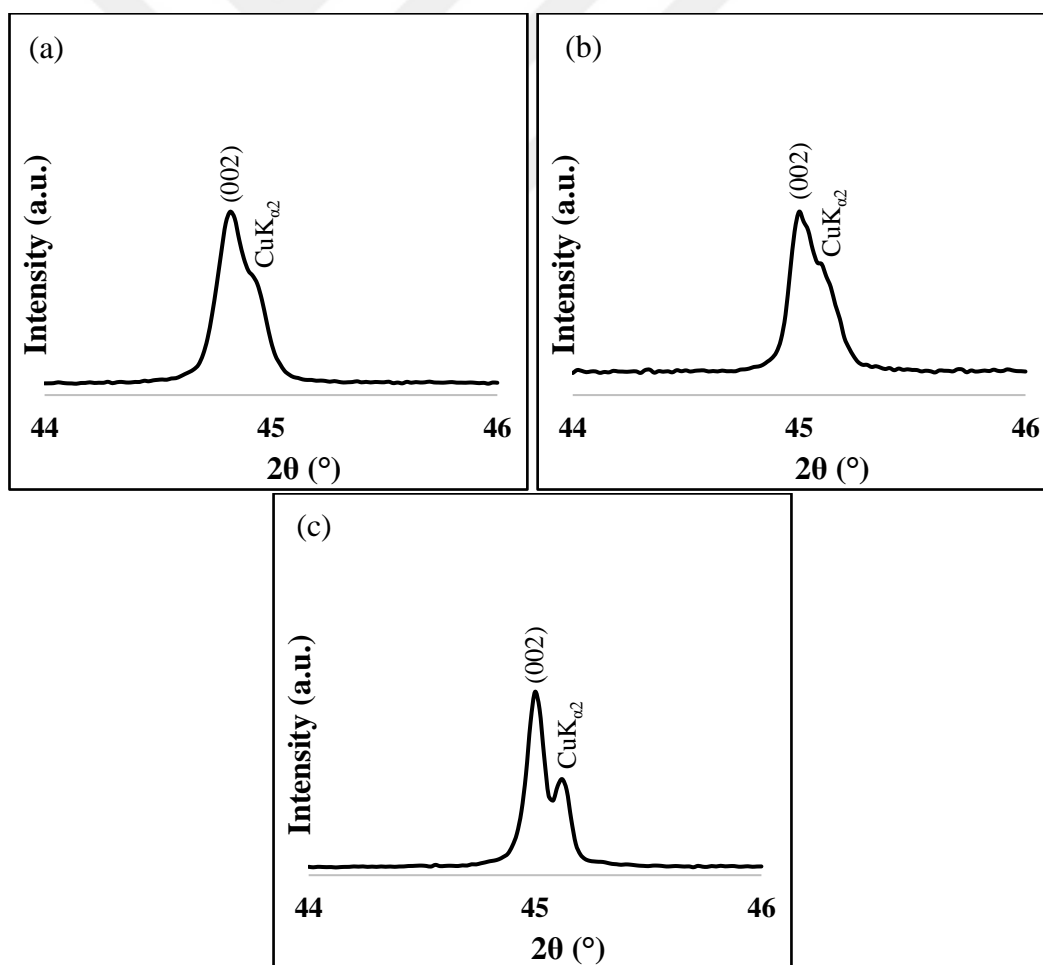 (a)
Intensity (a.u.)
(002)
CuKα2
44 45 46
2θ (°)
(b)
Intensity (a.u.)
(002)
CuKα2
44 45 46
2θ (°)
(c)
Intensity (a.u.)
(002)
CuKα2
44 45 46
2θ (°)